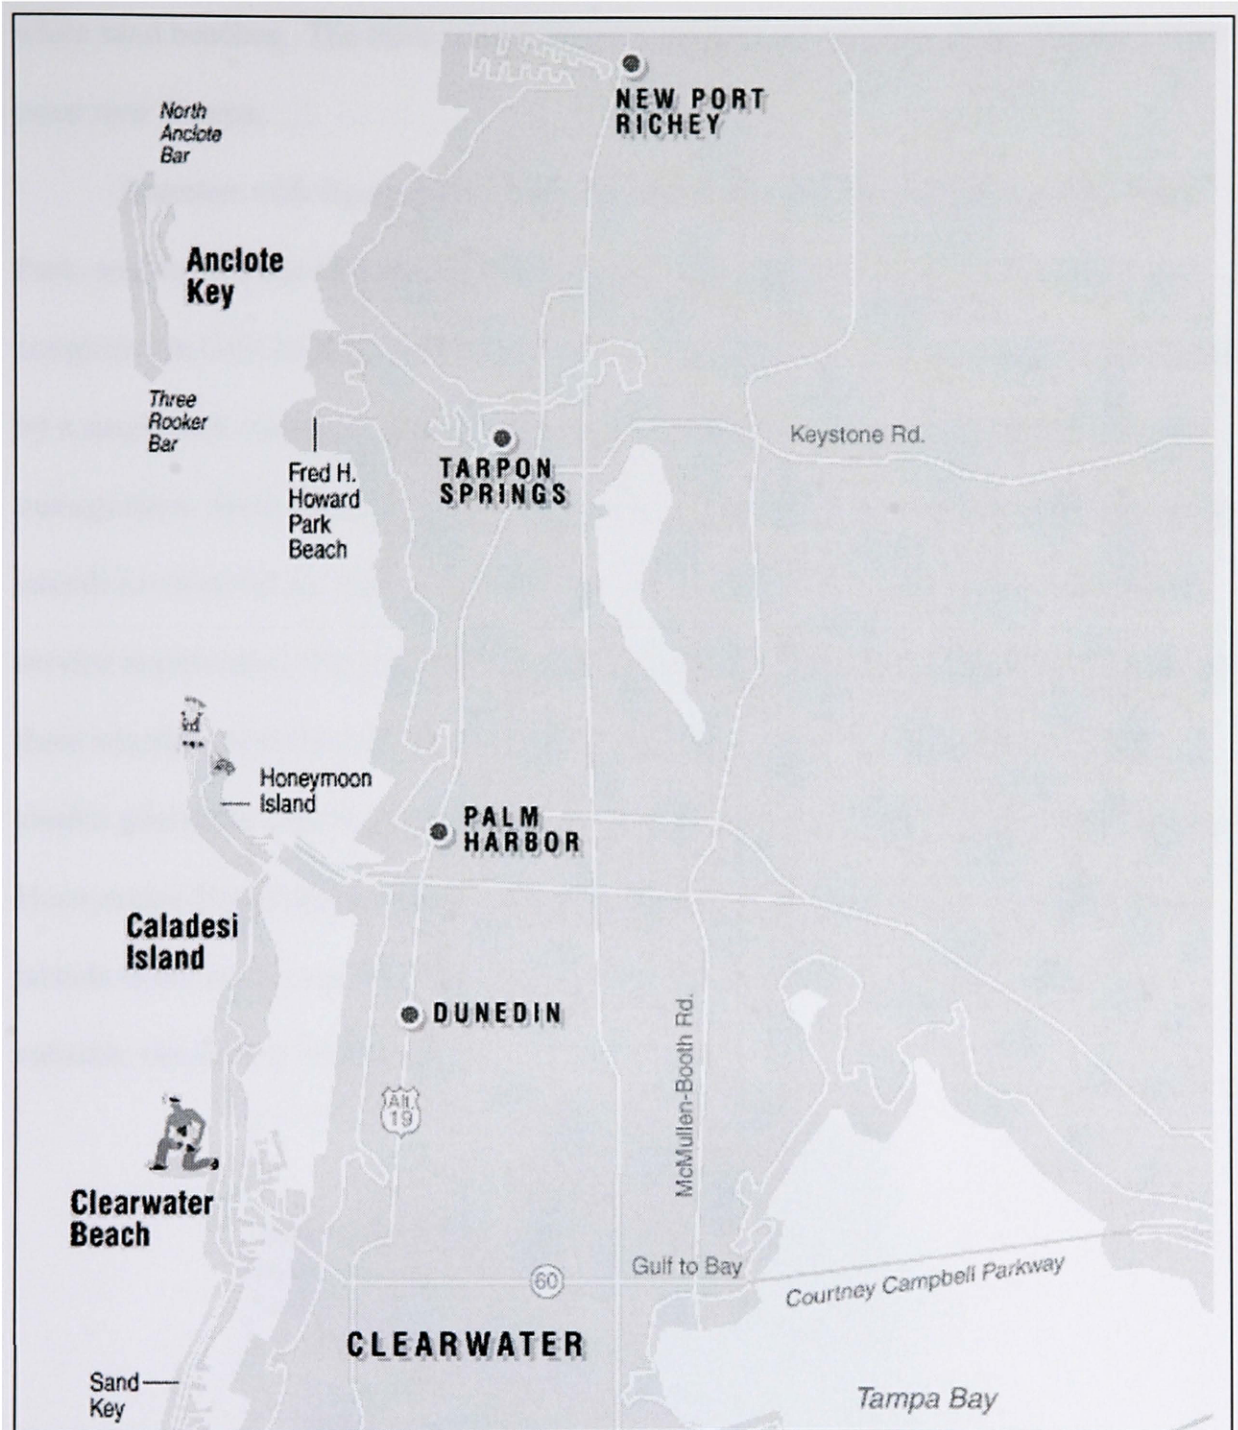 NEW PORT
RICHEY
North
Anclote
Bar
Anclote
Key
Three
Rooker
Bar
Keystone Rd.
TARPON
SPRINGS
Fred H.
Howard
Park
Beach
Honeymoon
Island
PALM
HARBOR
Caladesi
Island
DUNEDIN
McMullen-Booth Rd.
Alt.
19
Clearwater
Beach
Gulf to Bay
60
Courtney Campbell Parkway
CLEARWATER
Sand
Key
Tampa Bay